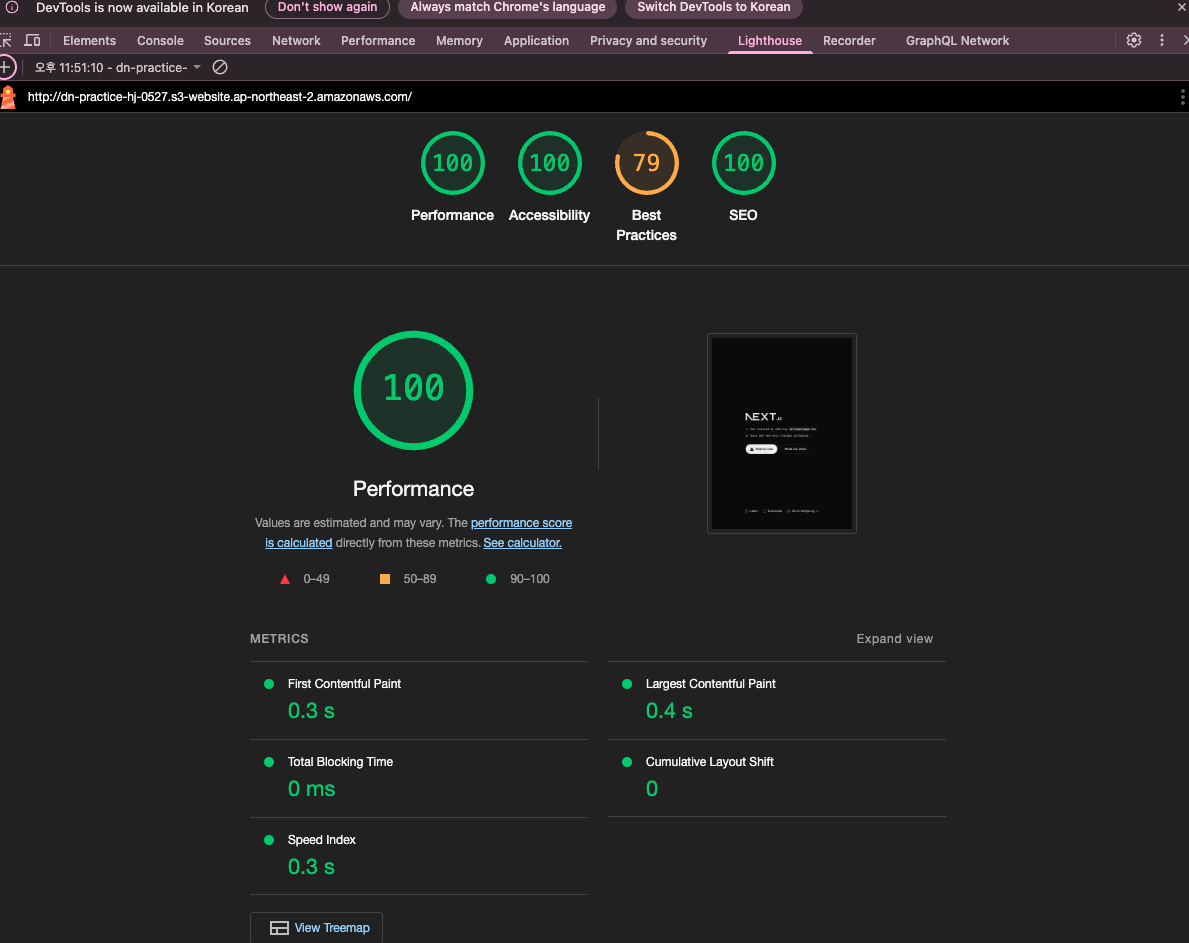 DevTools is now available in Korean Don't show again Always match Chrome's language Switch DevTools to Korean
Elements Console Sources Network Performance Memory Application Privacy and security Lighthouse Recorder GraphQL Network
오후 11:51:10 - dn-practice-
http://dn-practice-hj-0527.s3-website.ap-northeast-2.amazonaws.com/
100 100 79 100
Performance Accessibility Best Practices SEO
100
NEXT.JS
Performance
Values are estimated and may vary. The performance score
is calculated directly from these metrics. See calculator.
0–49 50–89 90–100
METRICS Expand view
First Contentful Paint
0.3 s
Largest Contentful Paint
0.4 s
Total Blocking Time
0 ms
Cumulative Layout Shift
0
Speed Index
0.3 s
View Treemap